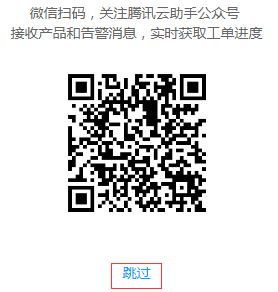 微信扫码，关注腾讯云助手公众号
接收产品和告警消息，实时获取工单进度
跳过